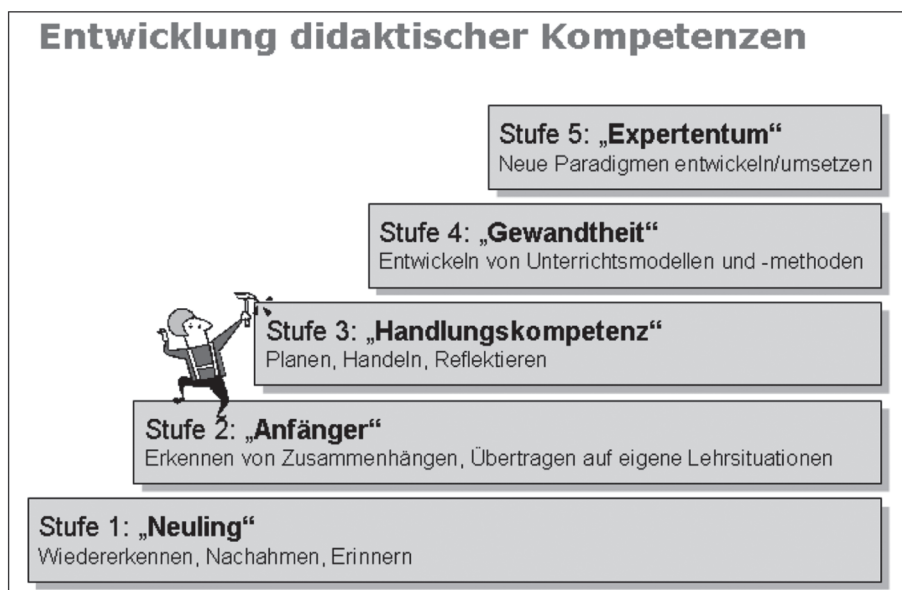 Entwicklung didaktischer Kompetenzen
Stufe 5: „Expertentum“
Neue Paradigmen entwickeln/umsetzen
Stufe 4: „Gewandtheit“
Entwickeln von Unterrichtsmodellen und -methoden
Stufe 3: „Handlungskompetenz“
Planen, Handeln, Reflektieren
Stufe 2: „Anfänger“
Erkennen von Zusammenhängen, Übertragen auf eigene Lehrsituationen
Stufe 1: „Neuling“
Wiedererkennen, Nachahmen, Erinnern